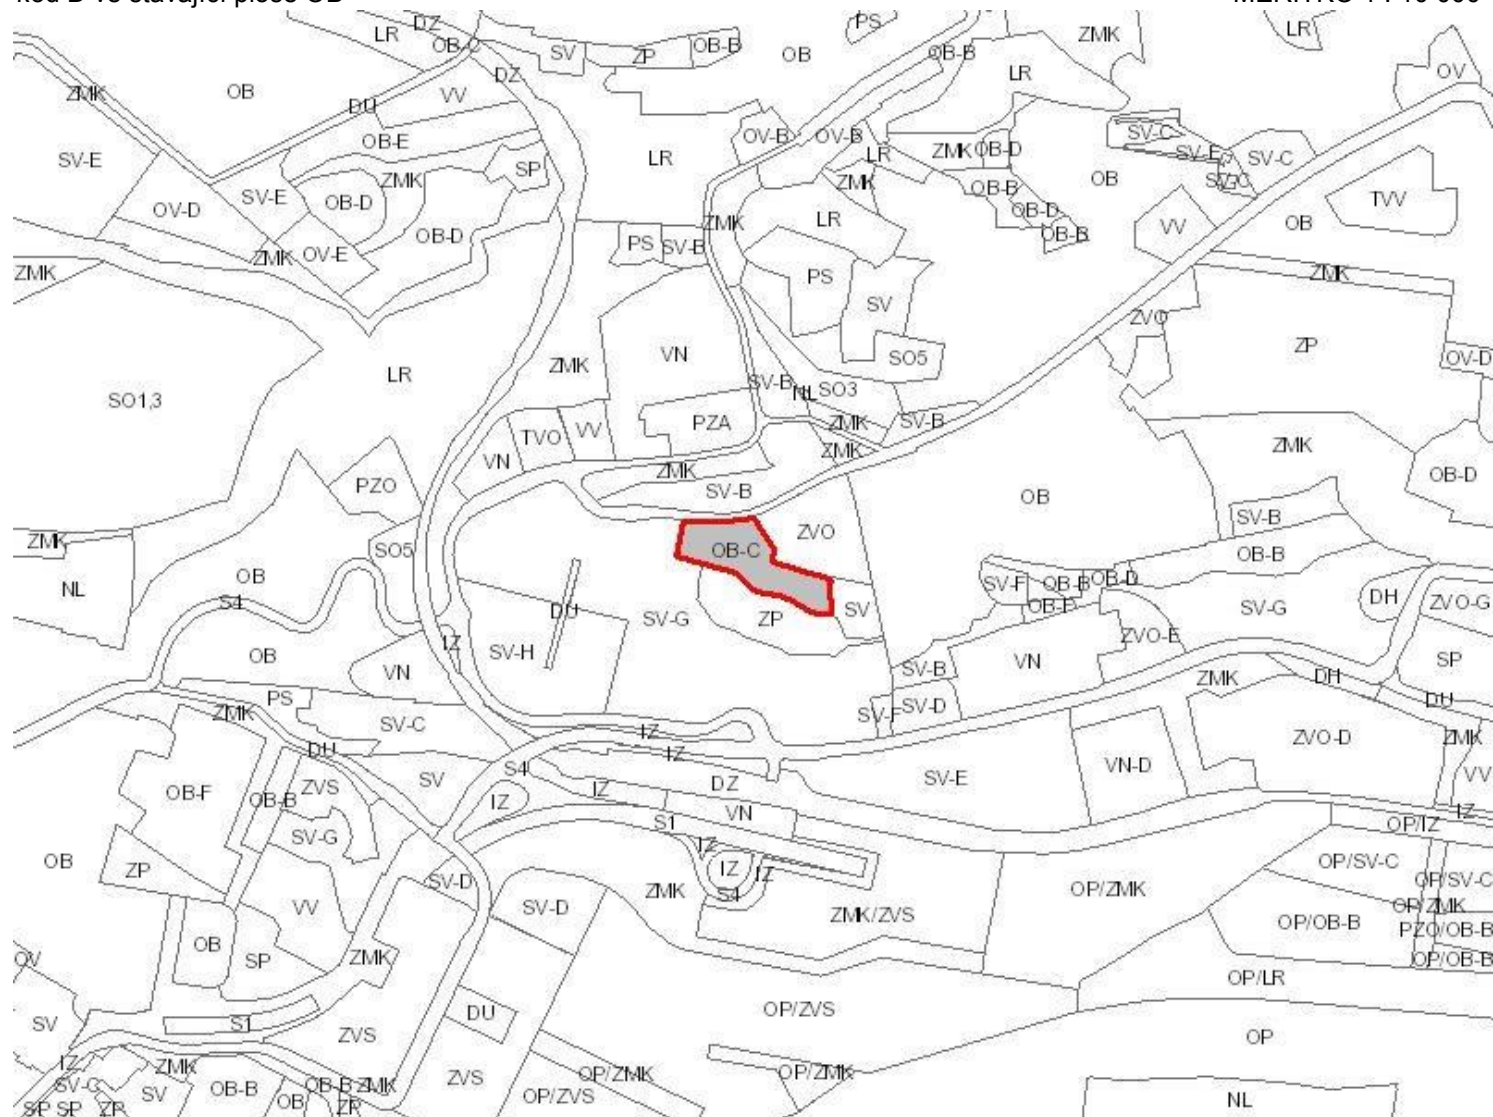 DZ
LR
OB-C
SV
ZP
OB-B
OB
PS
OB-B
ZMK
LR
LR
OV
DZ
ZMK
OB
DU
VV
OB-E
SV-E
OV-B
OV-B
LR
LR
ZMK
OB-D
SV-C
SV-E
SV-C
SV-C
SP
ZMK
SV-E
OB-D
ZMK
OB-B
OB
TVV
OV-D
OB-D
ZMK
LR
OB-D
OB-B
VV
OB
OV-E
ZMK
PS
SV-B
ZMK
ZMK
PS
SV
ZVO
ZP
OV-D
LR
ZMK
VN
SV-B
NL
SO3
SO5
SO1,3
PZA
ZMK
SV-B
TVO
VV
ZMK
ZMK
OB-D
VN
ZMK
PZO
SV-B
OB
SV-B
ZVO
ZMK
SO5
OB-C
OB-B
NL
OB
SV-F
OB-B
OB-D
DH
ZVO-G
S4
DU
SV-G
ZP
SV
OB-F
SV-G
ZVO-E
IZ
SV-H
OB
VN
SV-B
VN
ZMK
SP
DH
DU
PS
ZMK
SV-C
SV-F
SV-D
IZ
IZ
ZVO-D
ZMK
DU
SV
S4
DZ
SV-E
VN-D
VV
OB-F
OB-B
ZVS
IZ
IZ
VN
IZ
SV-G
S1
IZ
OP/IZ
OB
ZP
IZ
IZ
OP/SV-C
SV-D
ZMK
S4
OP/ZMK
OP/SV-C
VV
SV-D
ZMK/ZVS
OP/ZMK
OP/OB-B
PZO/OB-B
OV
OB
SP
ZMK
OP/OB-B
OP/LR
SV
S1
ZVS
DU
OP/ZVS
OP
IZ
ZMK
SV-C
SV
OB-B
OB-B
ZMK
ZVS
OP/ZMK
OP/ZMK
OP/ZVS
SP
SP
ZP
OB
ZP
NL